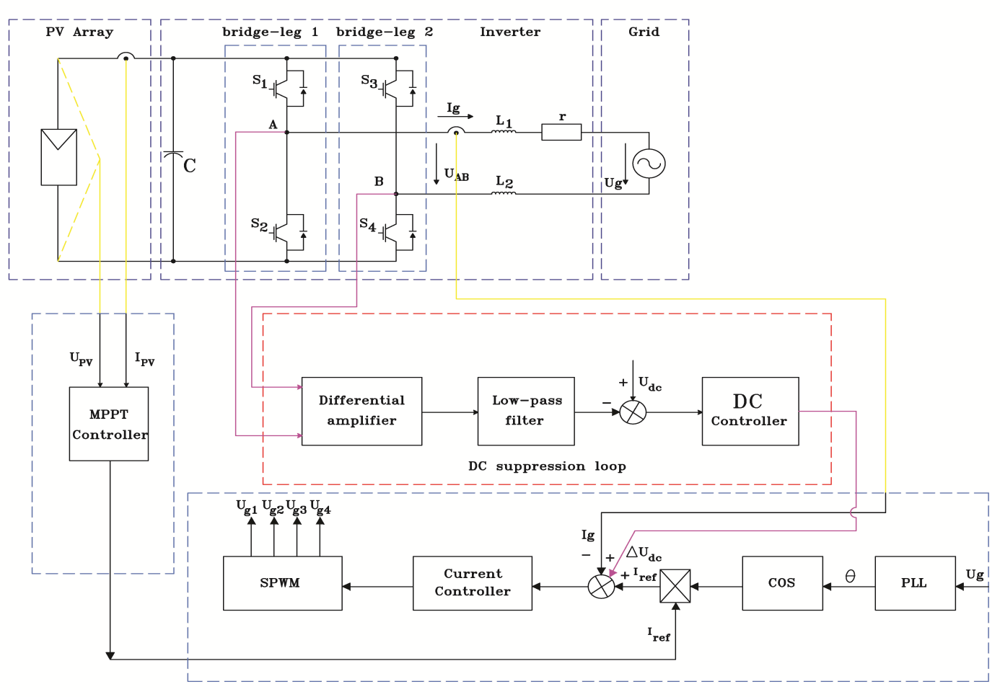 PV Array
bridge-leg 1
bridge-leg 2
Inverter
Grid
S1
S3
Ig
L1
r
A
C
UAB
B
L2
Ug
S2
S4
UPV
IPV
MPPT
Controller
Differential
amplifier
Low-pass
filter
+
Udc
−
DC
Controller
DC suppression loop
Ug1
Ug2
Ug3
Ug4
Ig
−
+
△Udc
+
Iref
SPWM
Current
Controller
COS
θ
PLL
Ug
Iref